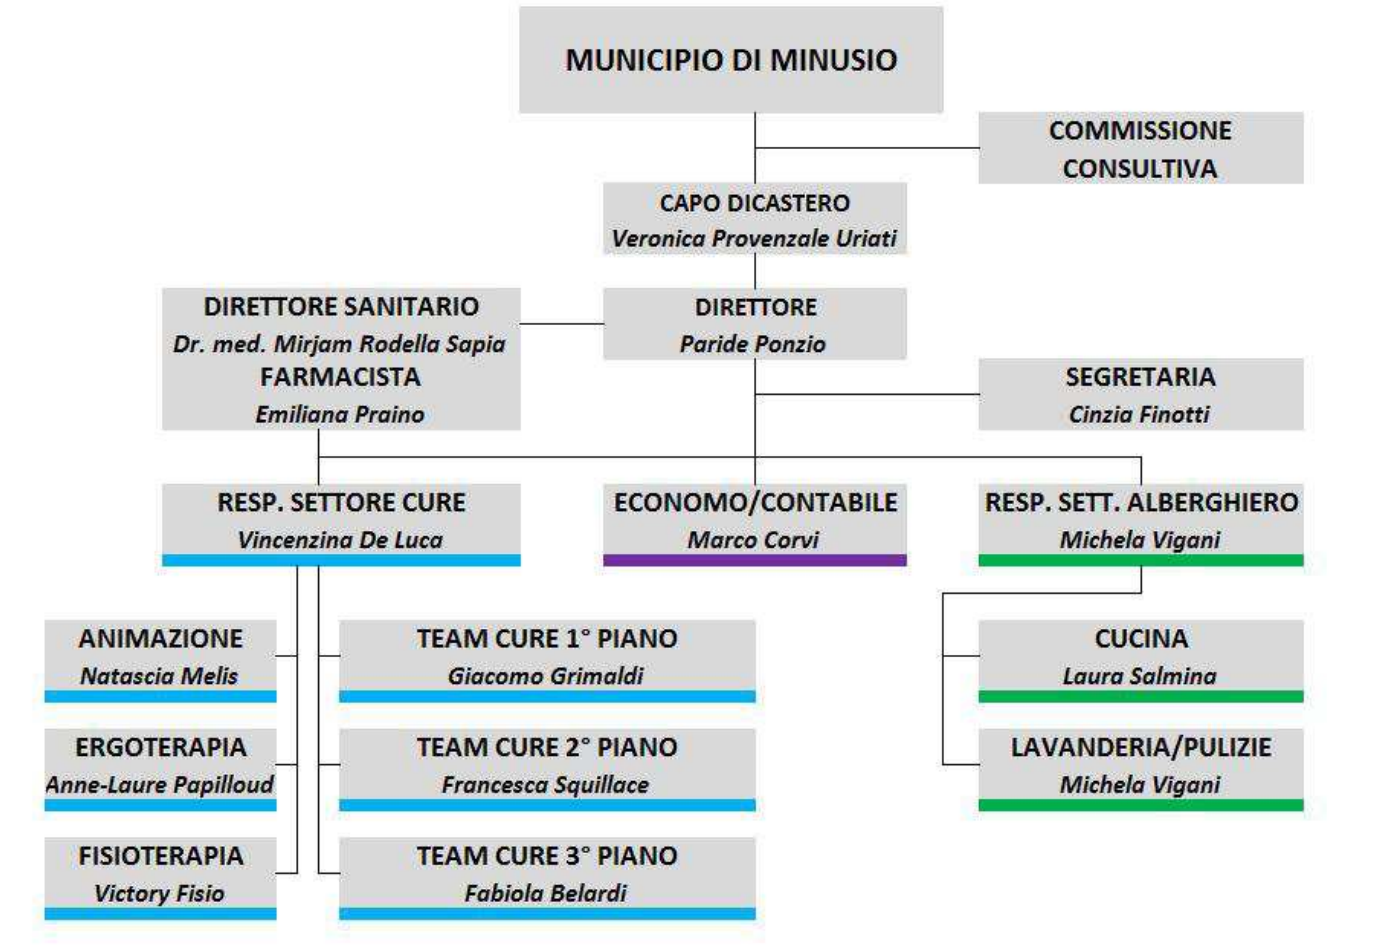 MUNICIPIO DI MINUSIO
COMMISSIONE
CONSULTIVA
CAPO DICASTERO
Veronica Provenzale Uriati
DIRETTORE SANITARIO
Dr. med. Mirjam Rodella Sapia
FARMACISTA
Emiliana Praino
DIRETTORE
Paride Ponzio
SEGRETARIA
Cinzia Finotti
RESP. SETTORE CURE
Vincenzina De Luca
ECONOMO/CONTABILE
Marco Corvi
RESP. SETT. ALBERGHIERO
Michela Vigani
ANIMAZIONE
Natascia Melis
TEAM CURE 1° PIANO
Giacomo Grimaldi
CUCINA
Laura Salmina
ERGOTERAPIA
Anne-Laure Papilloud
TEAM CURE 2° PIANO
Francesca Squillace
LAVANDERIA/PULIZIE
Michela Vigani
FISIOTERAPIA
Victory Fisio
TEAM CURE 3° PIANO
Fabiola Belardi